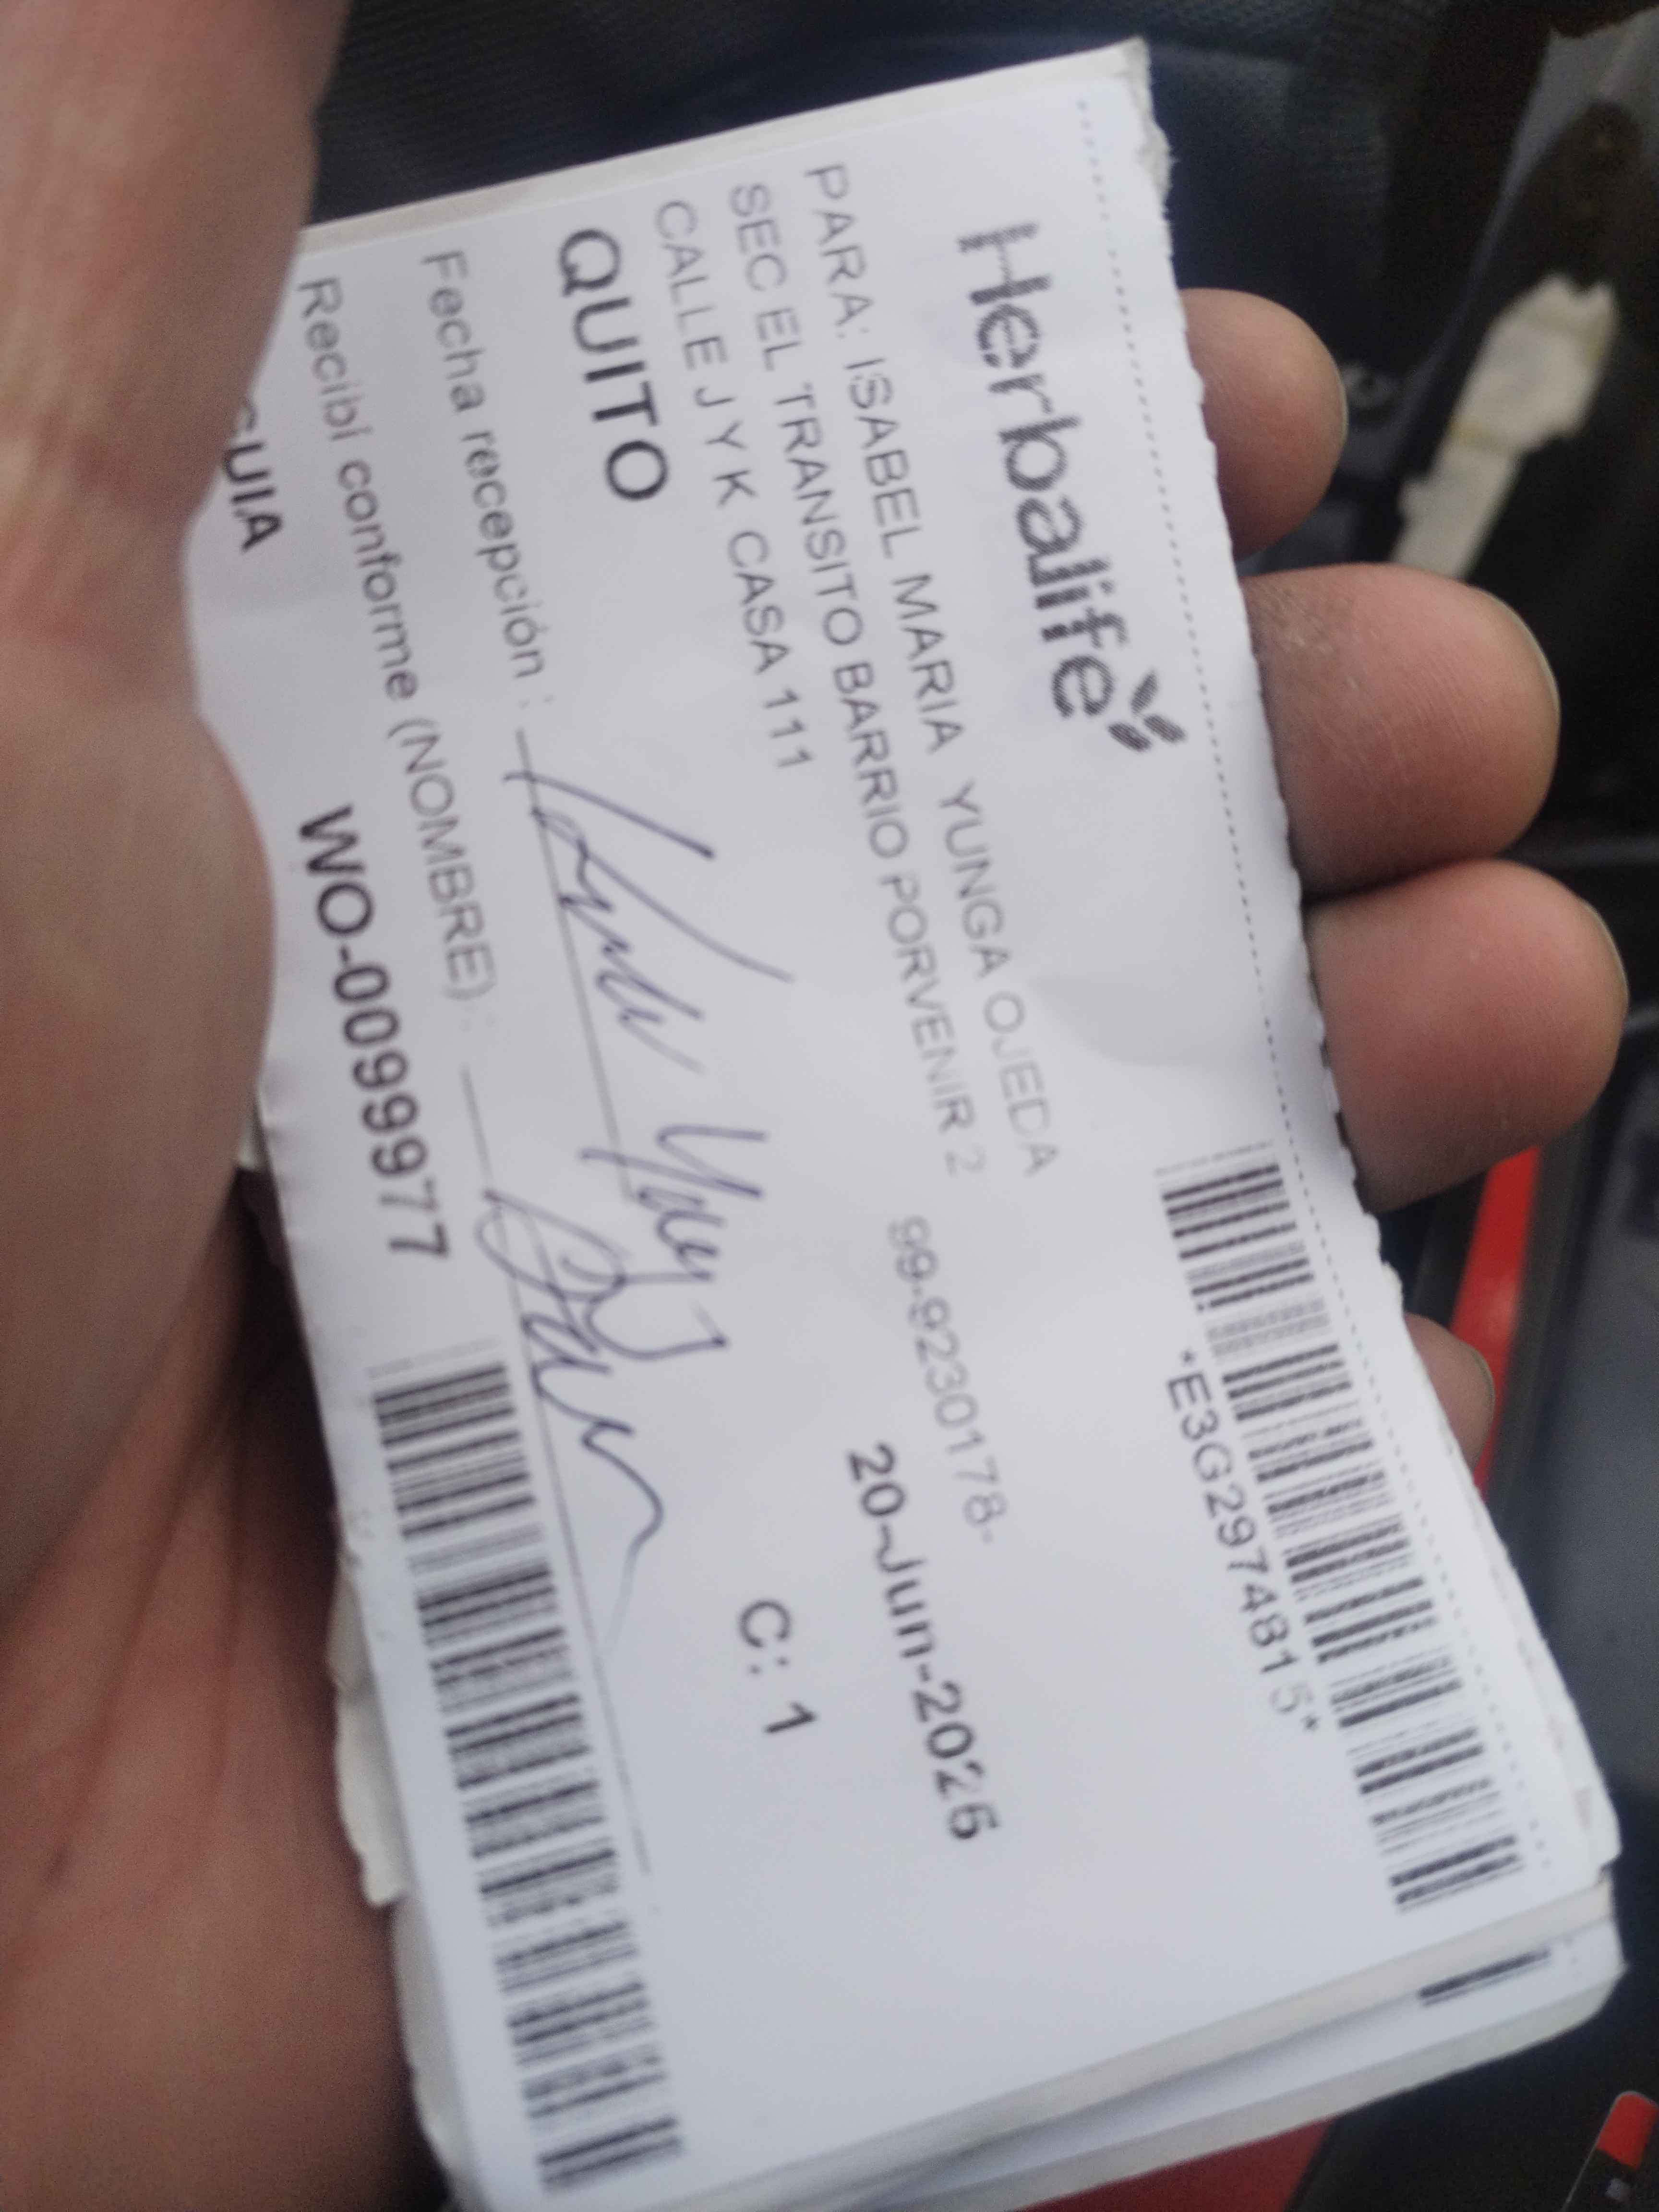 Herbalife
*E3G2974815*
PARA: ISABEL MARIA YUNGA OJEDA
SEC EL TRANSITO BARRIO PORVENIR 2
99-9230178-
CALLE J Y K CASA 111
20-Jun-2025
QUITO
C: 1
Fecha recepción :
Recibí conforme (NOMBRE) :
GUIA
WO-0099977